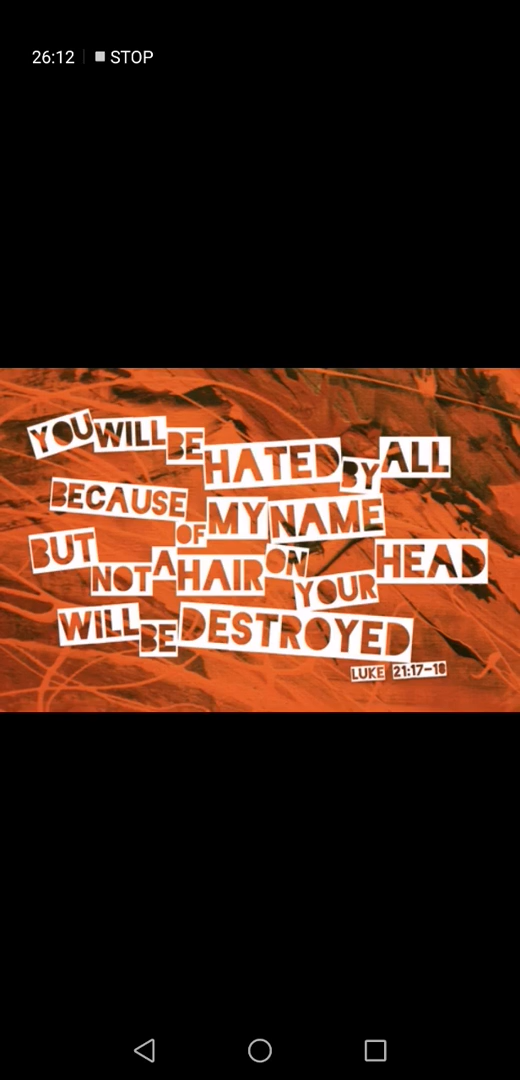 26:12 STOP
YOU WILL BE HATED BY ALL
BECAUSE OF MY NAME
BUT NOT A HAIR ON YOUR HEAD
WILL BE DESTROYED
LUKE 21:17-18